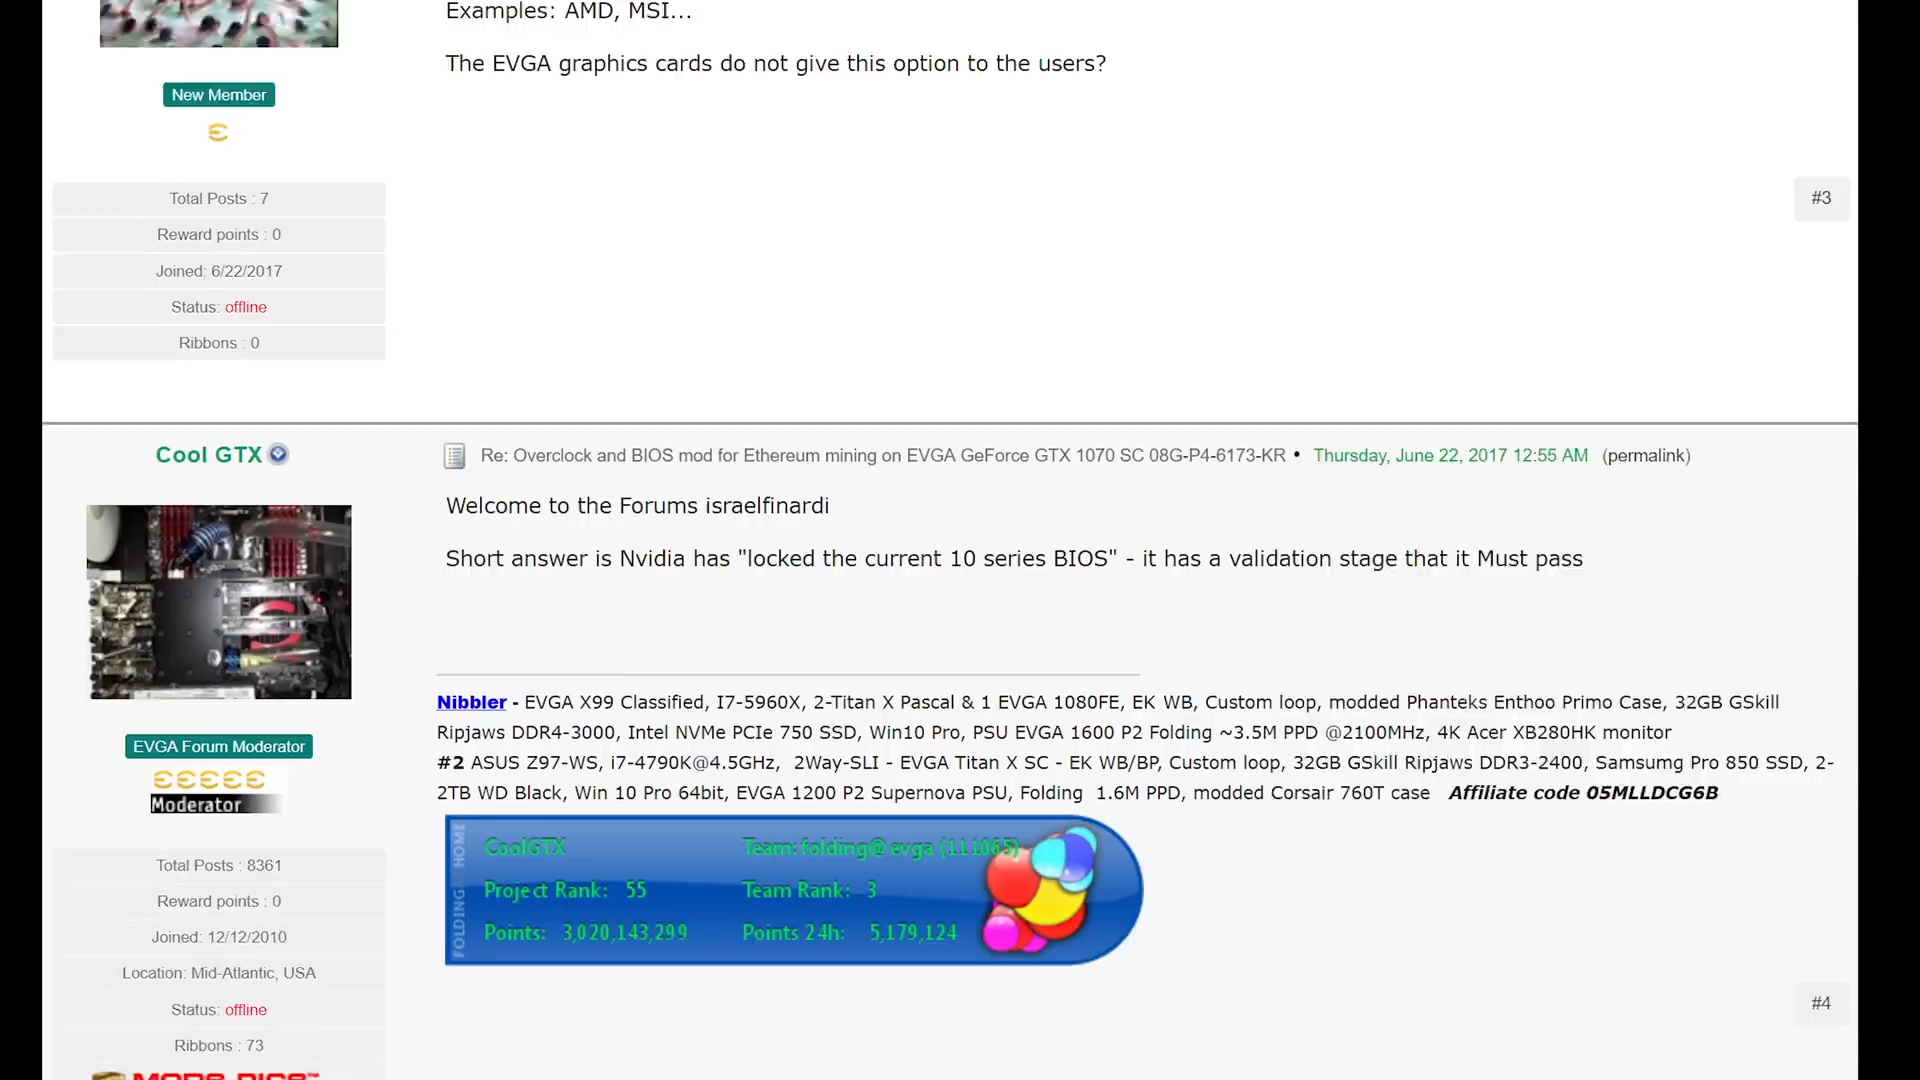 Examples: AMD, MSI...
The EVGA graphics cards do not give this option to the users?
New Member
Total Posts : 7
Reward points : 0
Joined: 6/22/2017
Status: offline
Ribbons : 0
#3
Cool GTX
Re: Overclock and BIOS mod for Ethereum mining on EVGA GeForce GTX 1070 SC 08G-P4-6173-KR • Thursday, June 22, 2017 12:55 AM (permalink)
Welcome to the Forums israelfinardi
Short answer is Nvidia has "locked the current 10 series BIOS" - it has a validation stage that it Must pass
Nibbler - EVGA X99 Classified, I7-5960X, 2-Titan X Pascal & 1 EVGA 1080FE, EK WB, Custom loop, modded Phanteks Enthoo Primo Case, 32GB GSkill
Ripjaws DDR4-3000, Intel NVMe PCIe 750 SSD, Win10 Pro, PSU EVGA 1600 P2 Folding ~3.5M PPD @2100MHz, 4K Acer XB280HK monitor
#2 ASUS Z97-WS, i7-4790K@4.5GHz, 2Way-SLI - EVGA Titan X SC - EK WB/BP, Custom loop, 32GB GSkill Ripjaws DDR3-2400, Samsumg Pro 850 SSD, 2-
2TB WD Black, Win 10 Pro 64bit, EVGA 1200 P2 Supernova PSU, Folding 1.6M PPD, modded Corsair 760T case Affiliate code 05MLLDCG6B
FOLDING@HOME
CoolGTX Team: folding@evga (111065)
Project Rank: 55 Team Rank: 3
Points: 3,020,143,299 Points 24h: 5,179,124
EVGA Forum Moderator
Moderator
Total Posts : 8361
Reward points : 0
Joined: 12/12/2010
Location: Mid-Atlantic, USA
Status: offline
Ribbons : 73
#4
MODS RIGS™